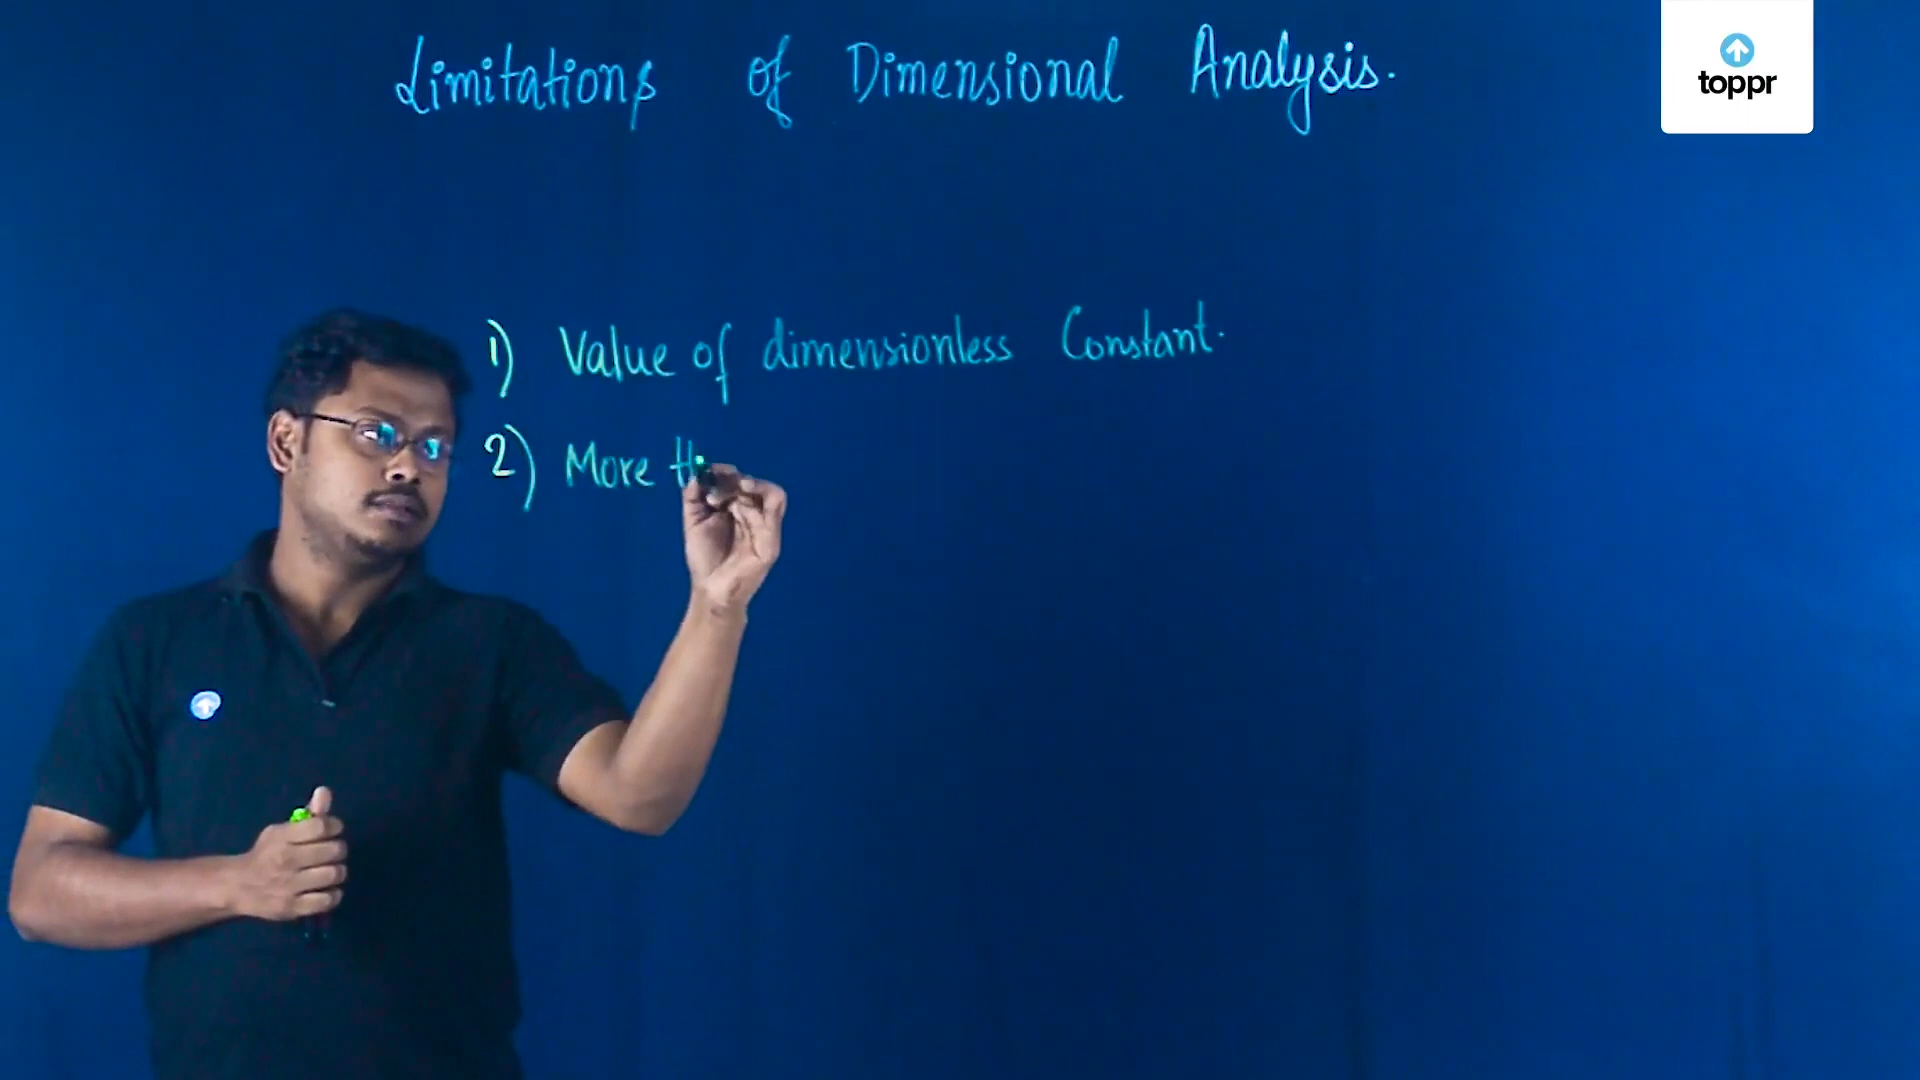 Limitations of Dimensional Analysis.
toppr
1) Value of dimensionless Constant.
2) More